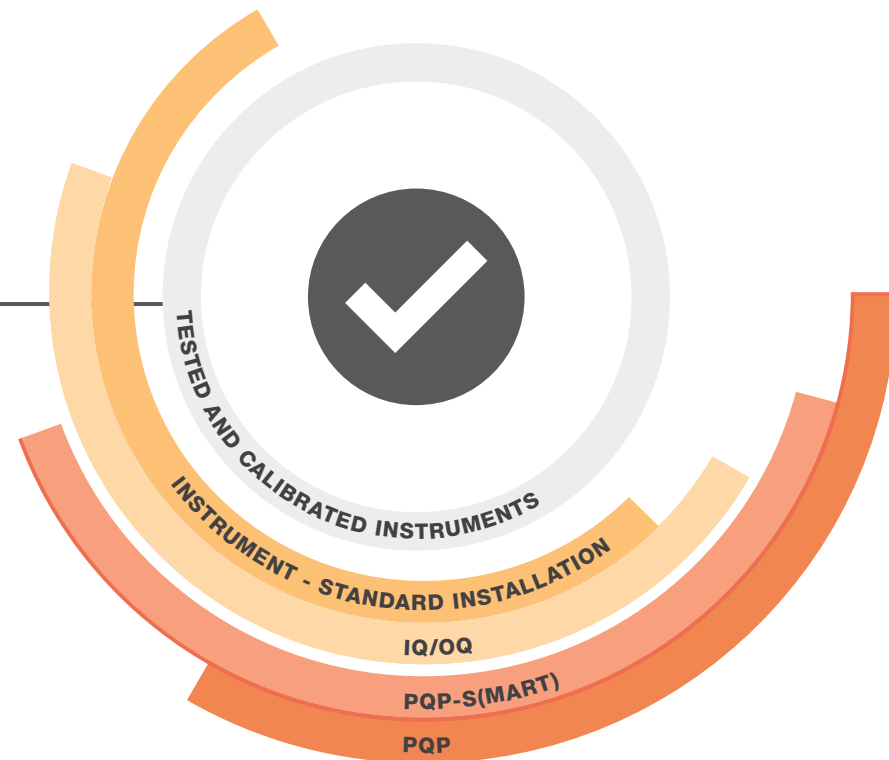 TESTED AND CALIBRATED INSTRUMENTS
INSTRUMENT - STANDARD INSTALLATION
IQ/OQ
PQP-S(MART)
PQP